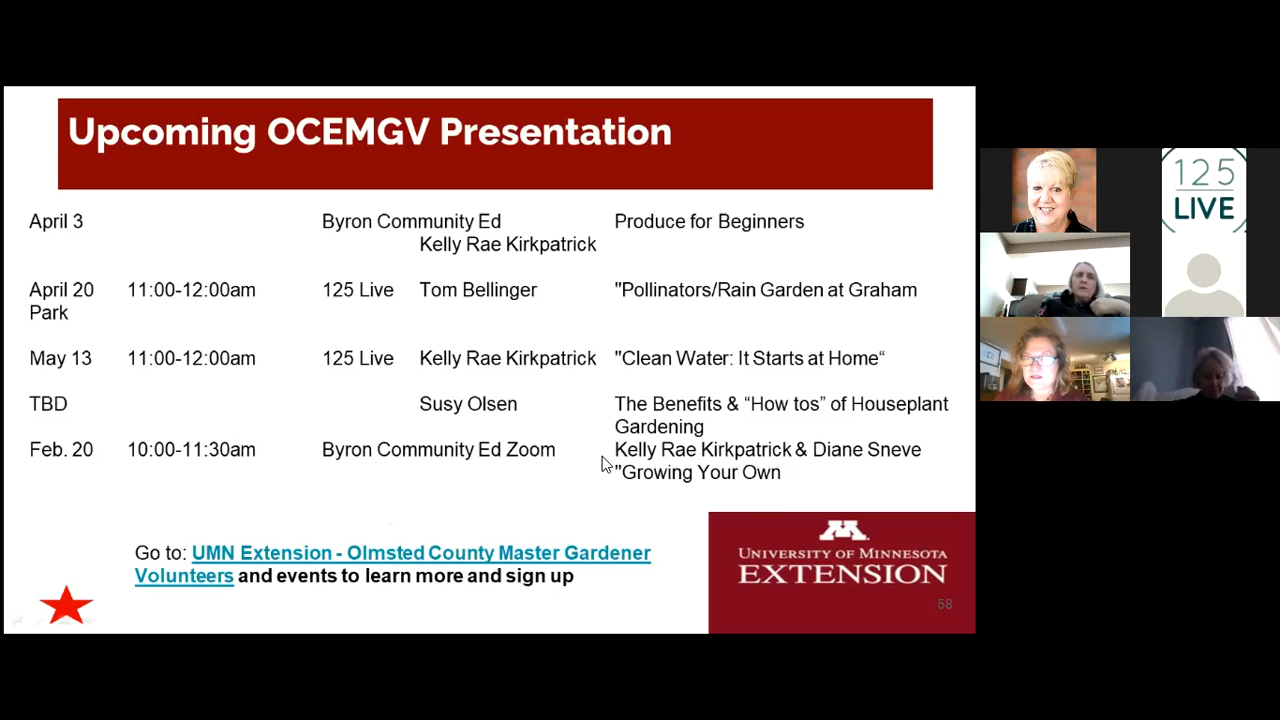 Upcoming OCEMGV Presentation
April 3 Byron Community Ed Produce for Beginners
Kelly Rae Kirkpatrick
April 20 11:00-12:00am 125 Live Tom Bellinger "Pollinators/Rain Garden at Graham
Park
May 13 11:00-12:00am 125 Live Kelly Rae Kirkpatrick "Clean Water: It Starts at Home“
TBD Susy Olsen The Benefits & “How tos” of Houseplant
Gardening
Feb. 20 10:00-11:30am Byron Community Ed Zoom Kelly Rae Kirkpatrick & Diane Sneve
"Growing Your Own
Go to: UMN Extension - Olsmted County Master Gardener
Volunteers and events to learn more and sign up
M
UNIVERSITY OF MINNESOTA
EXTENSION
58
125
LIVE